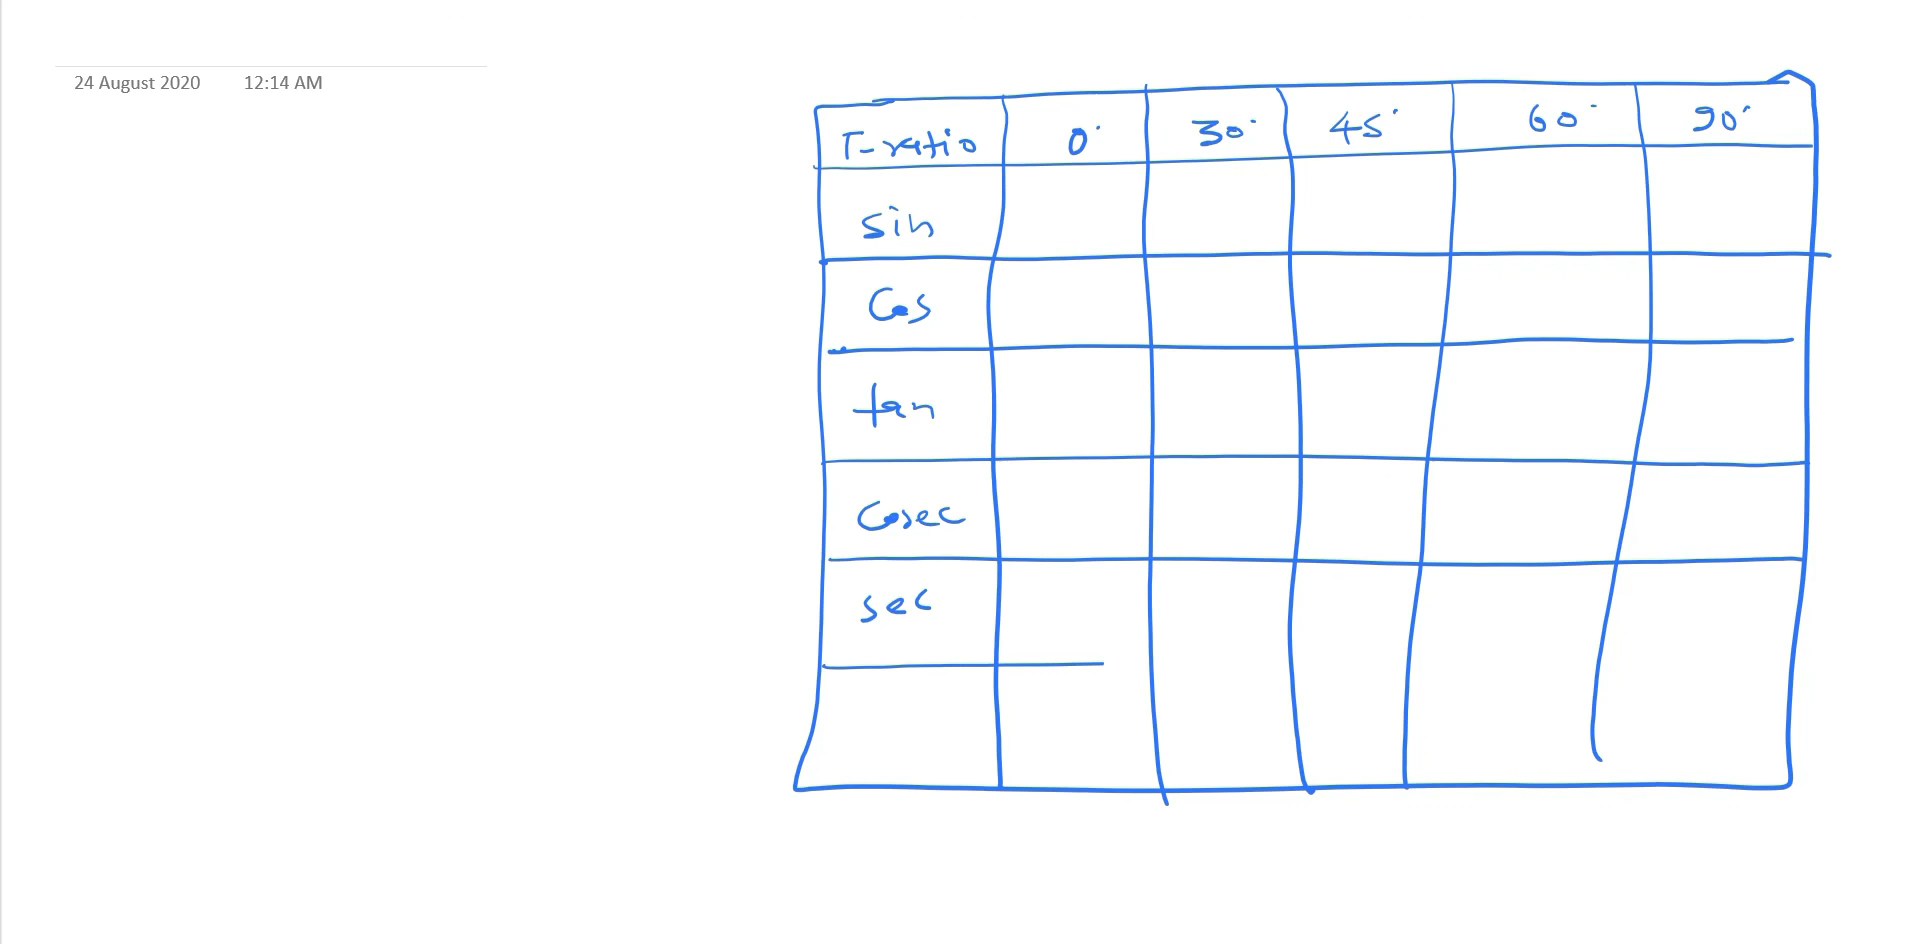 24 August 2020 12:14 AM
T-ratio 0° 30° 45° 60° 90°
sin
Cos
tan
Cosec
sec